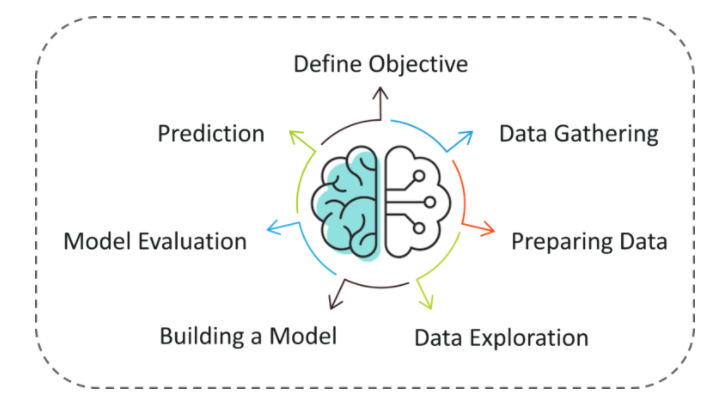 Define Objective
Data Gathering
Preparing Data
Data Exploration
Building a Model
Model Evaluation
Prediction